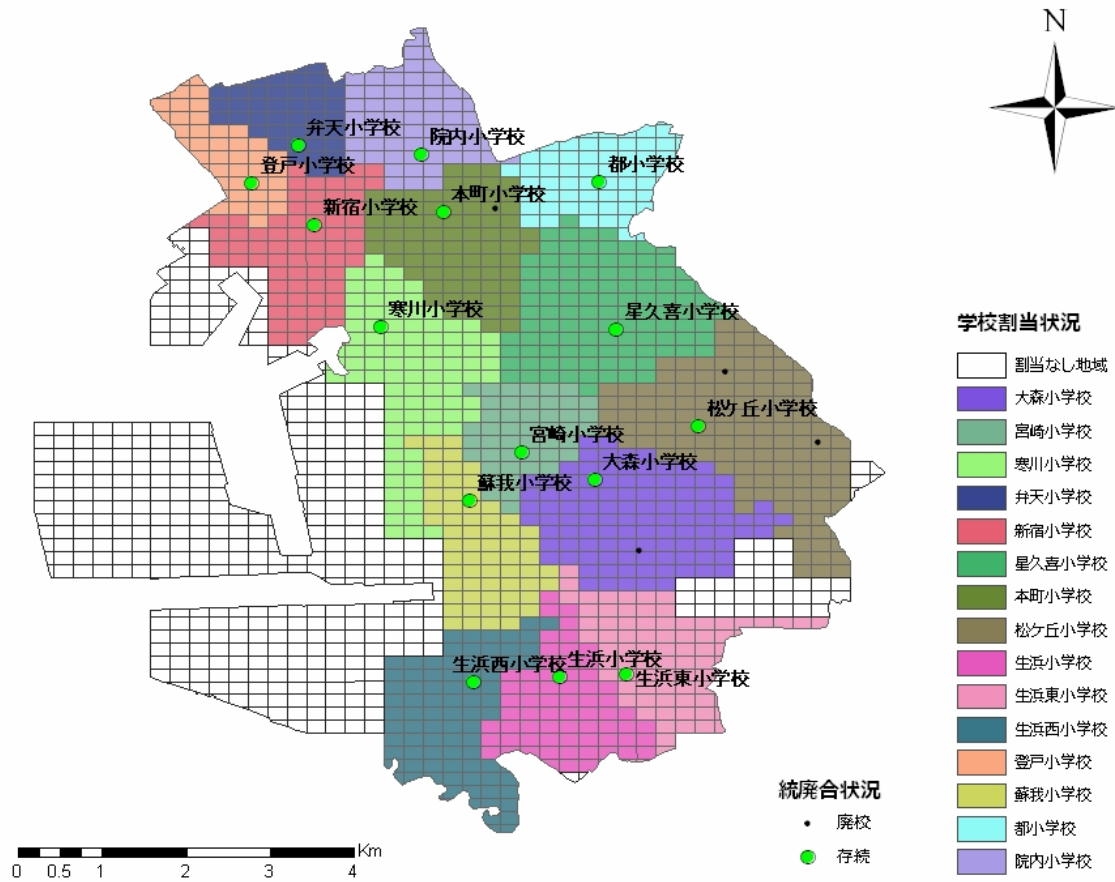 N
弁天小学校
院内小学校
登戸小学校
都小学校
本町小学校
新宿小学校
寒川小学校
星久喜小学校
松ケ丘小学校
宮崎小学校
大森小学校
蘇我小学校
生浜西小学校
生浜小学校
生浜東小学校
学校割当状況
割当なし地域
大森小学校
宮崎小学校
寒川小学校
弁天小学校
新宿小学校
星久喜小学校
本町小学校
松ケ丘小学校
生浜小学校
生浜東小学校
生浜西小学校
登戸小学校
蘇我小学校
都小学校
院内小学校
統廃合状況
廃校
存続
Km
0 0.5 1 2 3 4